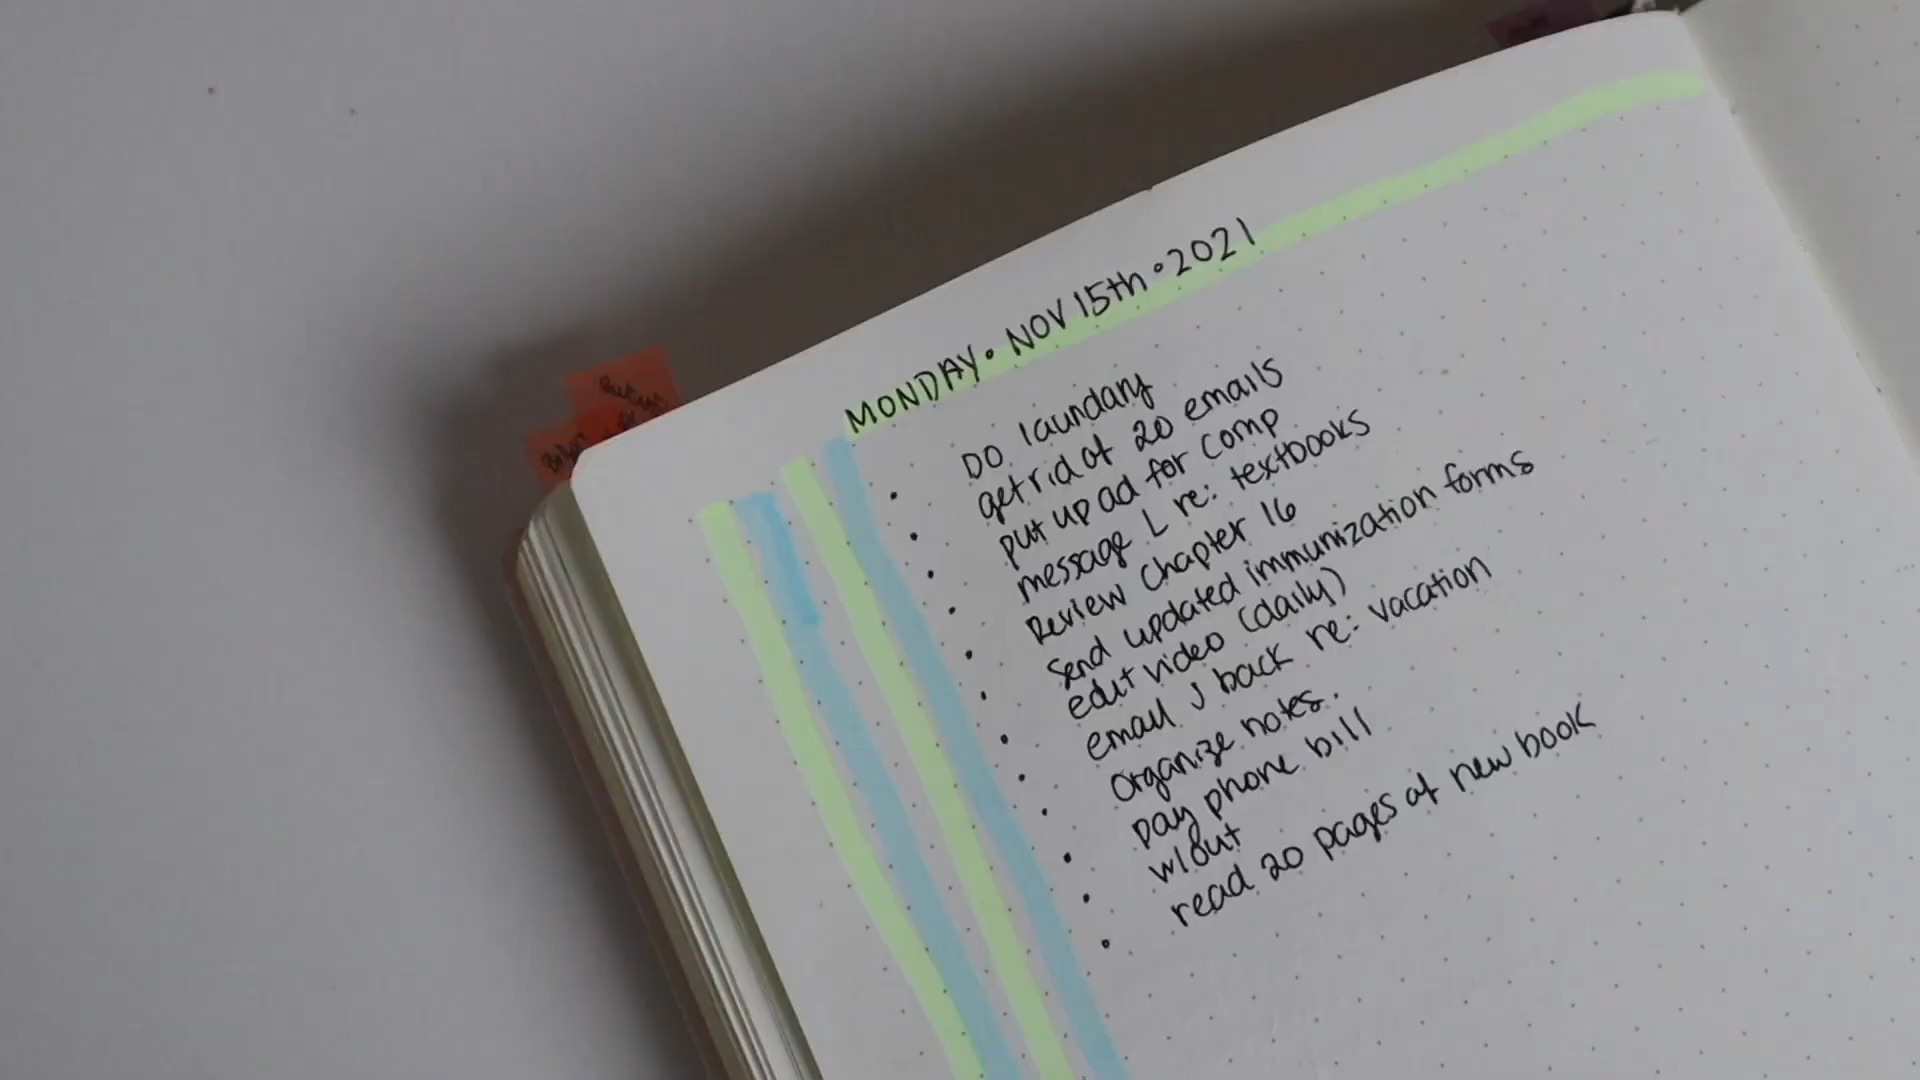 MONDAY • NOV 15th • 2021
• DO laundary
• get rid of 20 emails
• put up ad for comp
• message L re: textbooks
• Review Chapter 16
• Send updated immunization forms
• edit video (daily)
• email J back re: vacation
• Organize notes.
• pay phone bill
• w/out
• read 20 pages of new book